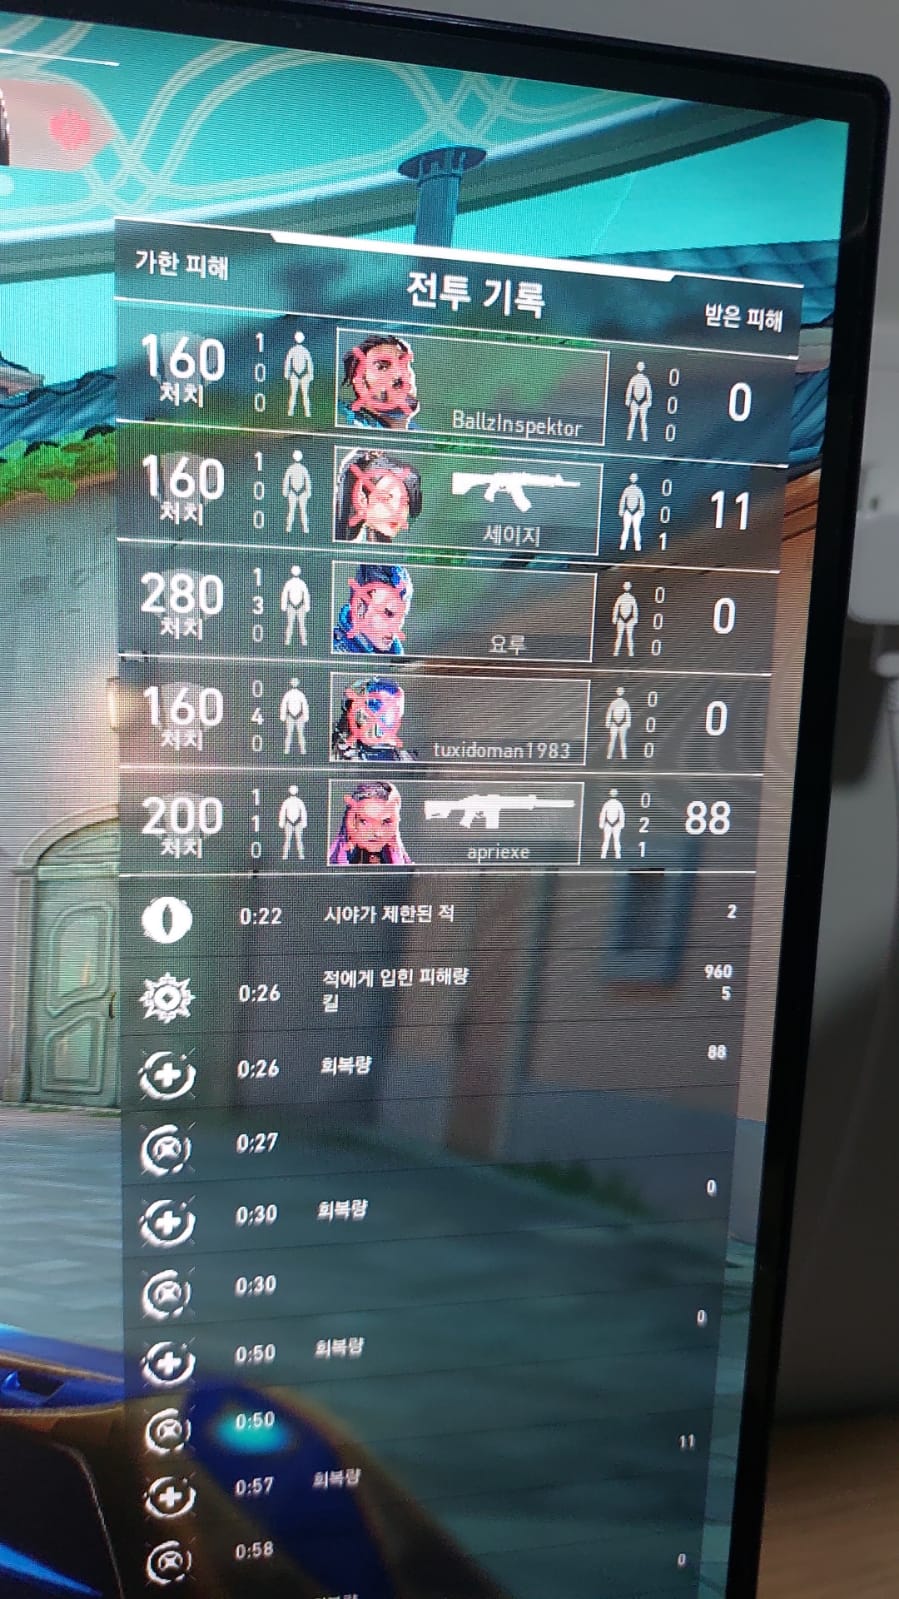 가한 피해 전투 기록 받은 피해
160 처치 1 0 0 BallzInspektor 0 0 0 0
160 처치 1 0 0 세이지 0 0 1 11
280 처치 1 3 0 요루 0 0 0 0
160 처치 0 4 0 tuxidoman1983 0 0 0 0
200 처치 1 1 0 apriexe 0 2 1 88
0:22 시야가 제한된 적 2
0:26 적에게 입힌 피해량 960
킬 5
0:26 회복량 88
0:27
0:30 회복량 0
0:30
0:50 회복량 0
0:50
0:57 회복량 11
0:58
0